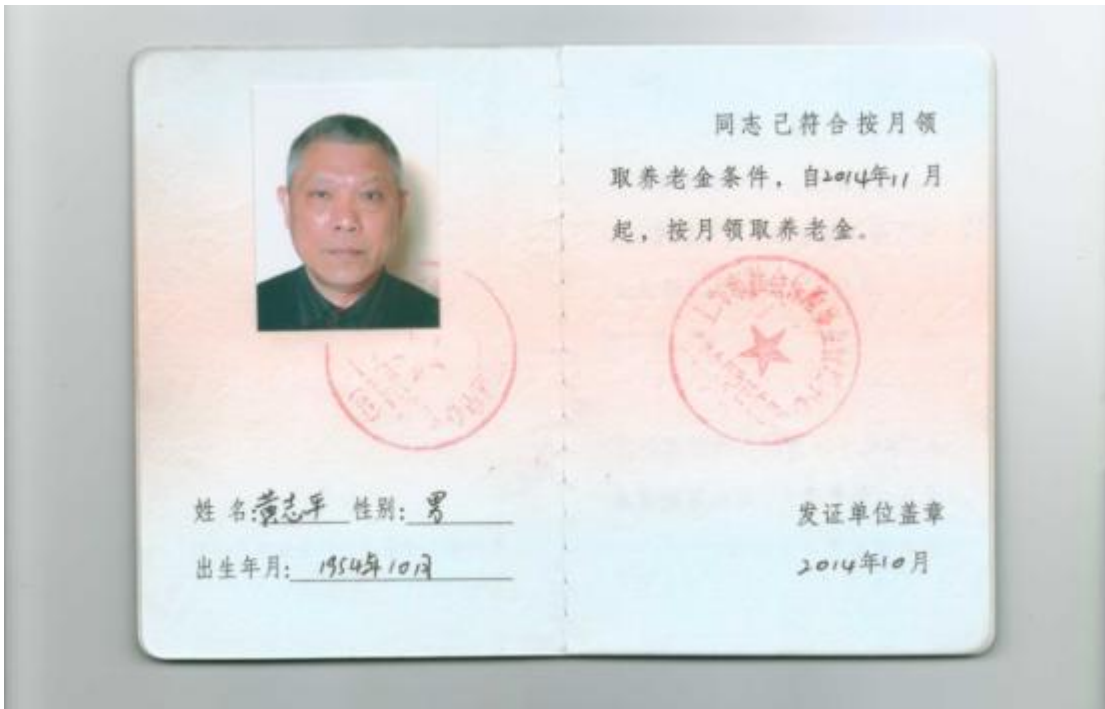 姓 名:黄志平 性别:男
出生年月:1954年10月
同志已符合按月领
取养老金条件，自2014年11月
起，按月领取养老金。
发证单位盖章
2014年10月